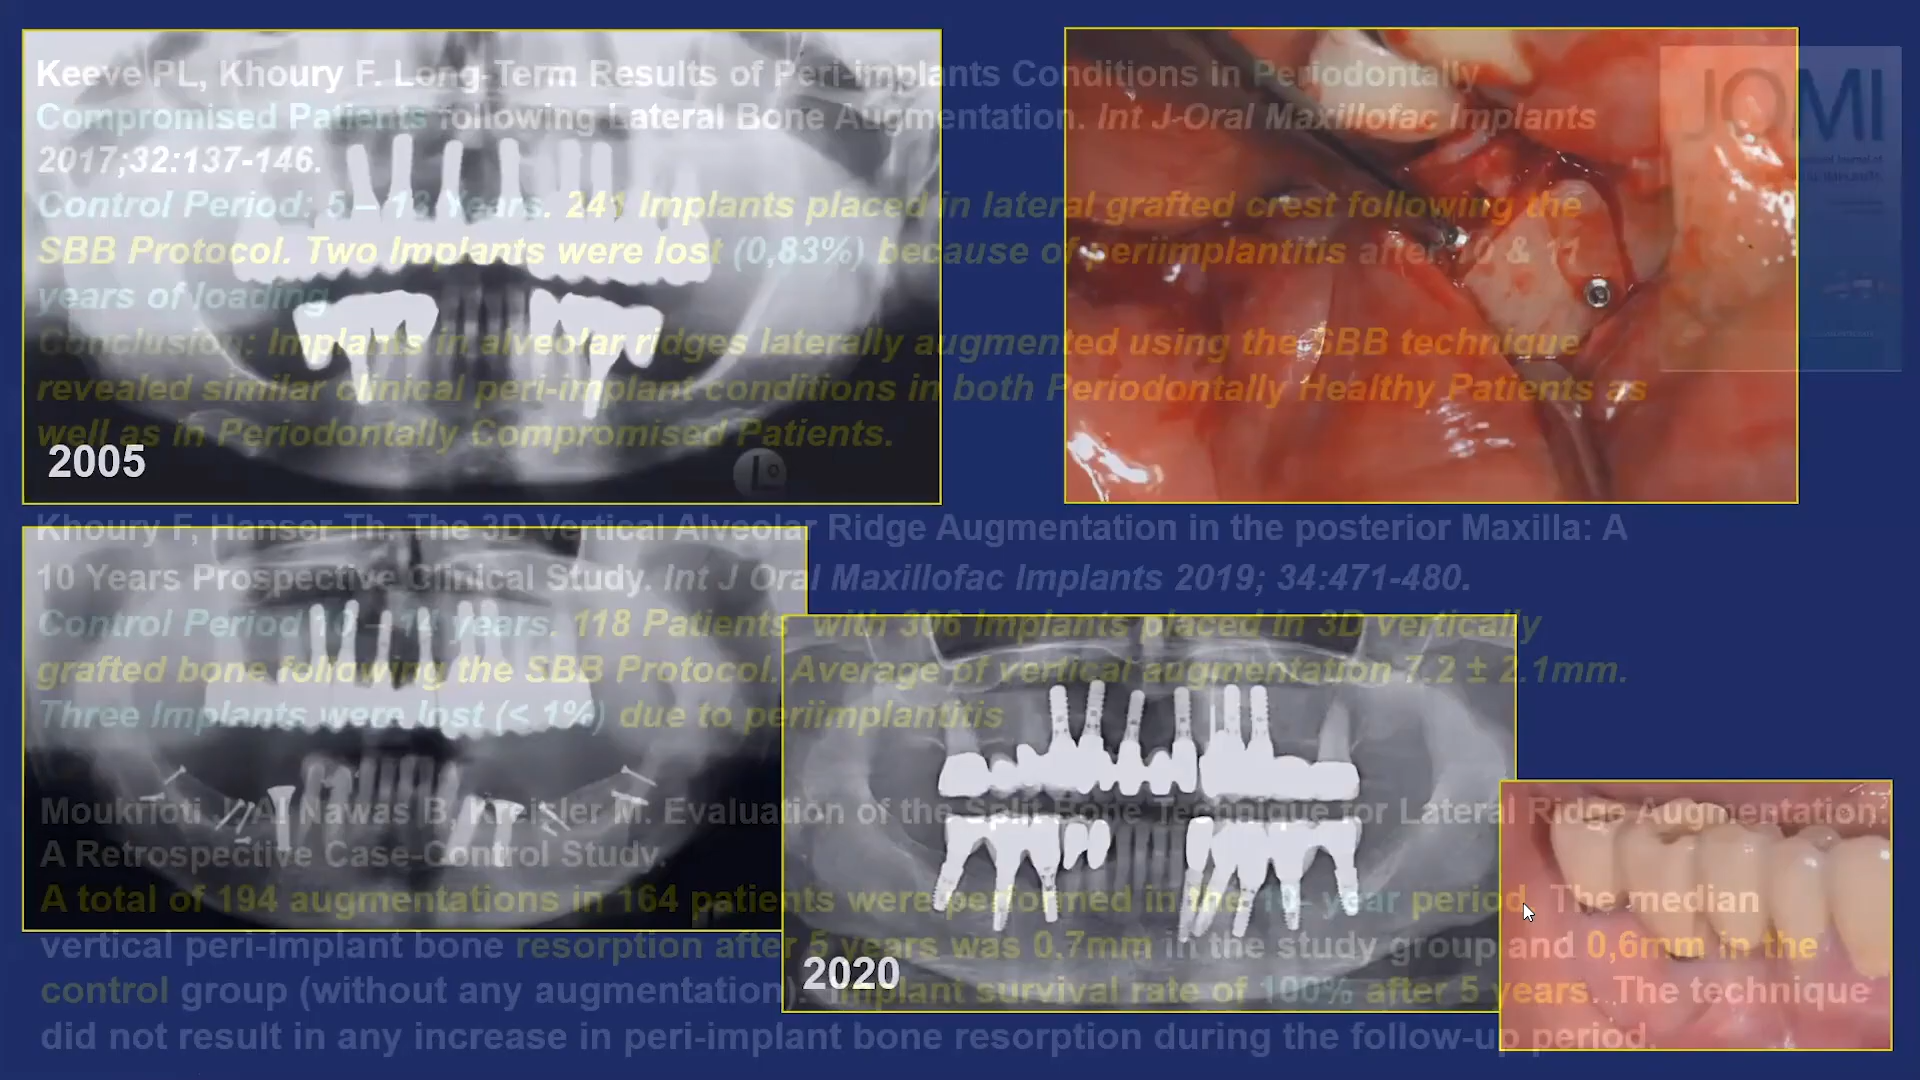 Keeve PL, Khoury F. Long-Term Results of Peri-implants Conditions in Periodontally
Compromised Patients following Lateral Bone Augmentation. Int J Oral Maxillofac Implants
2017;32:137-146.
Control Period: 5 – 13 Years. 241 Implants placed in lateral grafted crest following the
SBB Protocol. Two Implants were lost (0,83%) because of periimplantitis after 10 & 11
years of loading
Conclusion: Implants in alveolar ridges laterally augmented using the SBB technique
revealed similar clinical peri-implant conditions in both Periodontally Healthy Patients as
well as in Periodontally Compromised Patients.
2005
JOMI
Khoury F, Hanser Th. The 3D Vertical Alveolar Ridge Augmentation in the posterior Maxilla: A
10 Years Prospective Clinical Study. Int J Oral Maxillofac Implants 2019; 34:471-480.
Control Period 10 – years. 118 Patients with Implants placed in 3D vertically
grafted bone following the SBB Protocol. Average of vertical augmentation 7.2 ± 2.1mm.
Three Implants were lost (< 1%) due to periimplantitis
Nawas B, Kreisler M. Evaluation of the Split Bone Technique for Lateral Ridge Augmentation:
A Retrospective Case-Control Study.
A total of 194 augmentations in 164 patients were performed in the 10- year period. The median
vertical peri-implant bone resorption after 5 years was 0.7mm in the study group and 0,6mm in the
control group (without any augmentation). Implant survival rate of 100% after 5 years. The technique
did not result in any increase in peri-implant bone resorption during the follow-up period.
2020